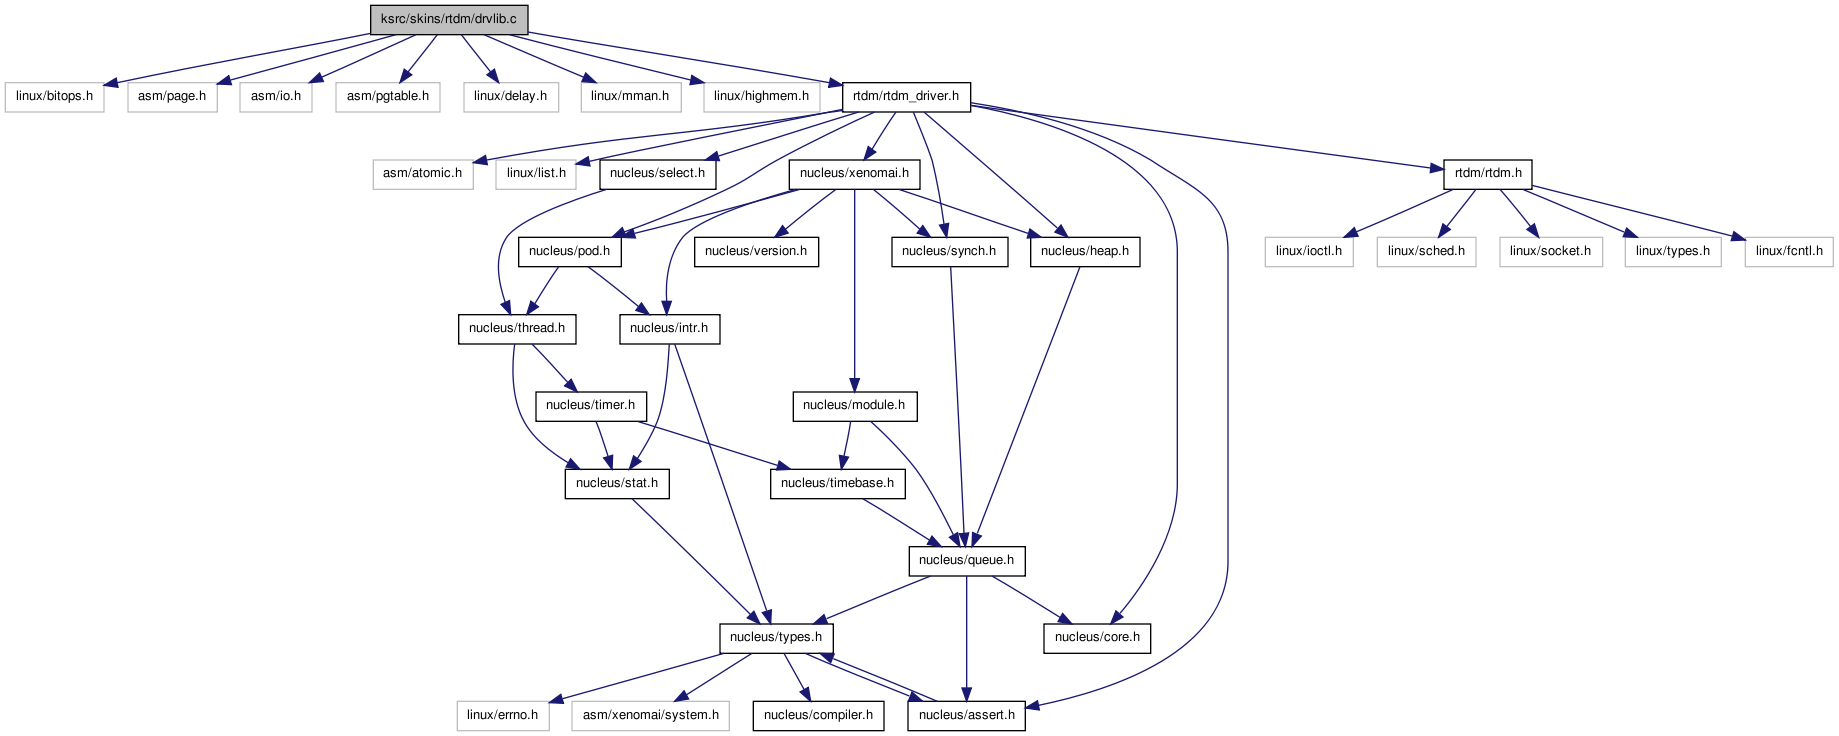 ksrc/skins/rtdm/drvlib.c
linux/bitops.h
asm/page.h
asm/io.h
asm/pgtable.h
linux/delay.h
linux/mman.h
linux/highmem.h
rtdm/rtdm_driver.h
asm/atomic.h
linux/list.h
nucleus/select.h
nucleus/xenomai.h
rtdm/rtdm.h
nucleus/pod.h
nucleus/version.h
nucleus/synch.h
nucleus/heap.h
linux/ioctl.h
linux/sched.h
linux/socket.h
linux/types.h
linux/fcntl.h
nucleus/thread.h
nucleus/intr.h
nucleus/timer.h
nucleus/module.h
nucleus/stat.h
nucleus/timebase.h
nucleus/queue.h
nucleus/types.h
nucleus/core.h
linux/errno.h
asm/xenomai/system.h
nucleus/compiler.h
nucleus/assert.h